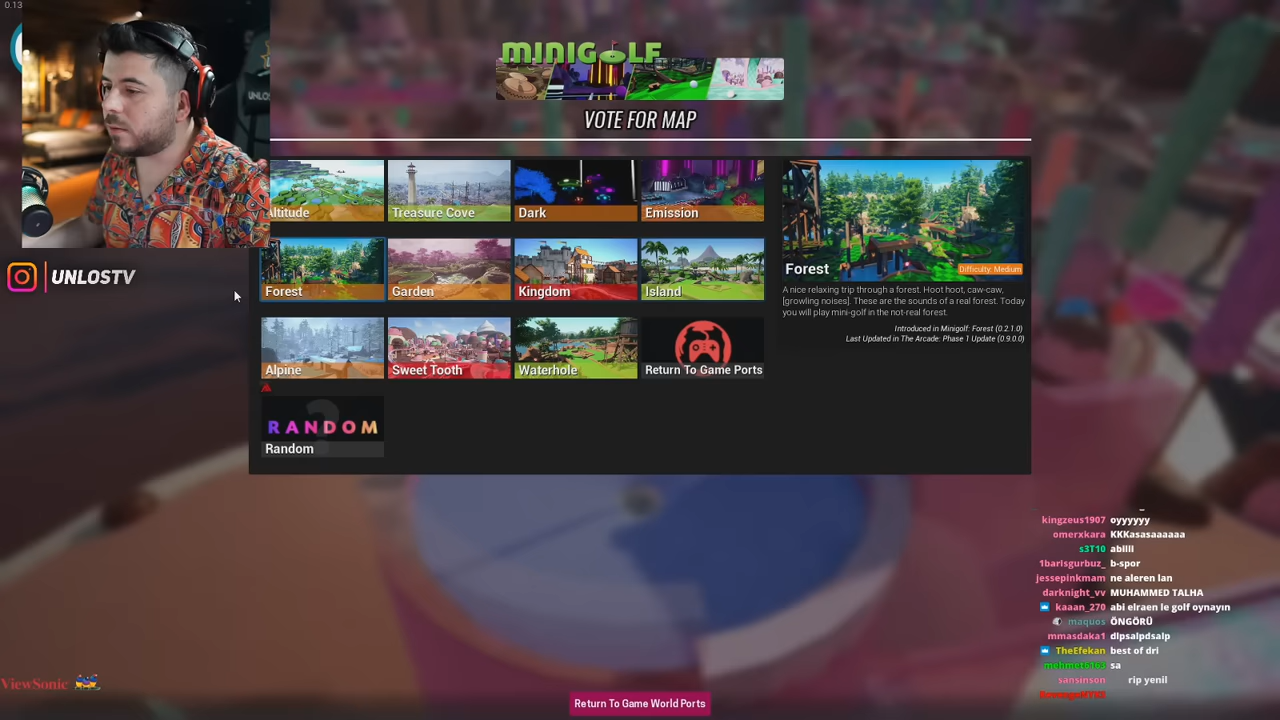 0.13
MINIGOLF
VOTE FOR MAP
Altitude
Treasure Cove
Dark
Emission
Forest
Garden
Kingdom
Island
Alpine
Sweet Tooth
Waterhole
Return To Game Ports
RANDOM
Random
Forest
Difficulty: Medium
A nice relaxing trip through a forest. Hoot hoot, caw-caw,
[growling noises]. These are the sounds of a real forest. Today
you will play mini-golf in the not-real forest.
Introduced in Minigolf: Forest (0.2.1.0)
Last Updated in The Arcade: Phase 1 Update (0.9.0.0)
UNLOS
UNLOSTV
kingzeus1907 oyyyyyy
omerxkara KKKasasaaaaaa
s3T10 abiiii
1barisgurbuz_ b-spor
jessepinkmam ne aleren lan
darknight_vv MUHAMMED TALHA
kaaan_270 abi elraen le golf oynayın
maquos ÖNGÖRÜ
mmasdaka1 dlpsalpdsalp
TheEfekan best of dri
mehmet6163 sa
sansinson rip yenil
ViewSonic
Return To Game World Ports